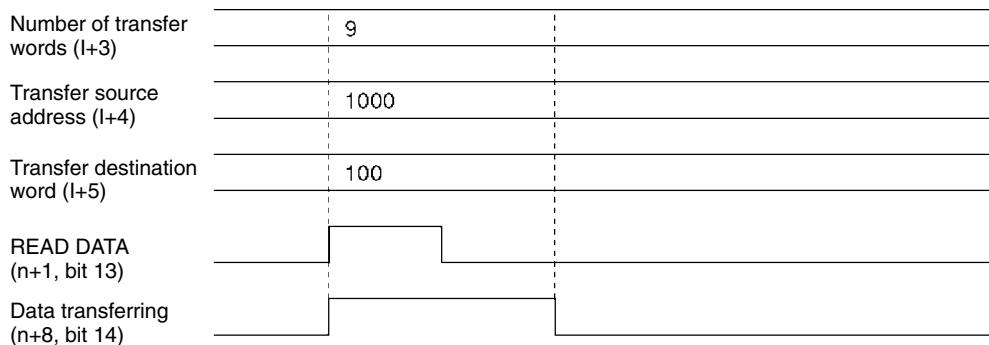 Number of transfer
words (I+3)
9
Transfer source
address (I+4)
1000
Transfer destination
word (I+5)
100
READ DATA
(n+1, bit 13)
Data transferring
(n+8, bit 14)